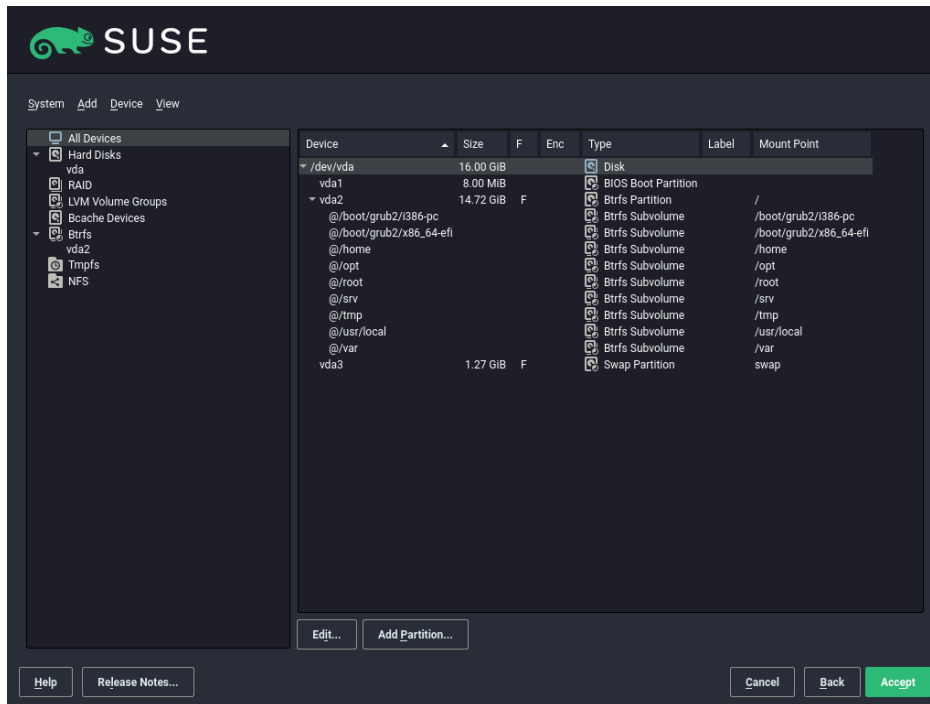 SUSE
System Add Device View
All Devices
Hard Disks
vda
RAID
LVM Volume Groups
Bcache Devices
Btrfs
vda2
Tmpfs
NFS
Device Size F Enc Type Label Mount Point
/dev/vda 16.00 GiB Disk
vda1 8.00 MiB BIOS Boot Partition
vda2 14.72 GiB F Btrfs Partition /
@/boot/grub2/i386-pc Btrfs Subvolume /boot/grub2/i386-pc
@/boot/grub2/x86_64-efi Btrfs Subvolume /boot/grub2/x86_64-efi
@/home Btrfs Subvolume /home
@/opt Btrfs Subvolume /opt
@/root Btrfs Subvolume /root
@/srv Btrfs Subvolume /srv
@/tmp Btrfs Subvolume /tmp
@/usr/local Btrfs Subvolume /usr/local
@/var Btrfs Subvolume /var
vda3 1.27 GiB F Swap Partition swap
Edit... Add Partition...
Help Release Notes... Cancel Back Accept